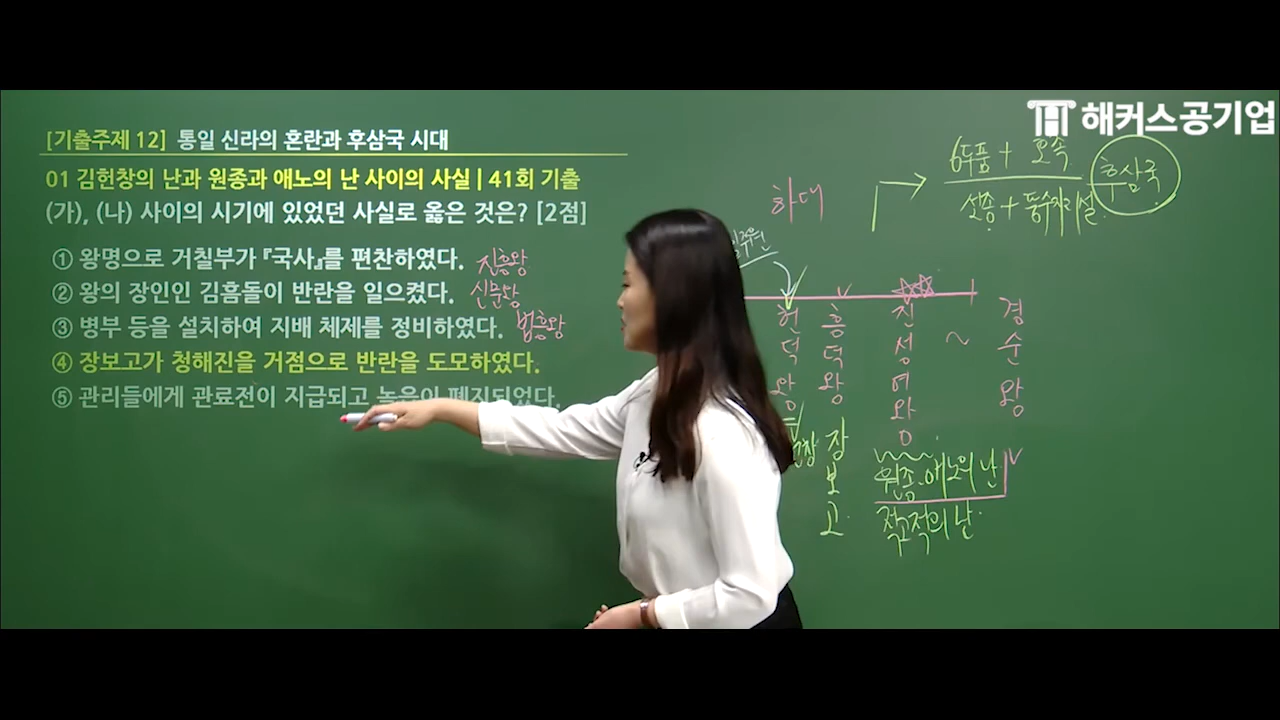 해커스공기업
[기출주제 12] 통일 신라의 혼란과 후삼국 시대
01 김헌창의 난과 원종과 애노의 난 사이의 사실 | 41회 기출
(가), (나) 사이의 시기에 있었던 사실로 옳은 것은? [2점]
① 왕명으로 거칠부가 『국사』를 편찬하였다. 진흥왕
② 왕의 장인인 김흠돌이 반란을 일으켰다. 신문왕
③ 병부 등을 설치하여 지배 체제를 정비하였다. 법흥왕
④ 장보고가 청해진을 거점으로 반란을 도모하였다.
⑤ 관리들에게 관료전이 지급되고 녹읍이 폐지되었다.
하대
6두품 + 호족
선종 + 풍수지리설
후삼국
헌덕왕
흥덕왕
진성여왕
~
경순왕
장보고
원종·애노의 난
적고적의 난